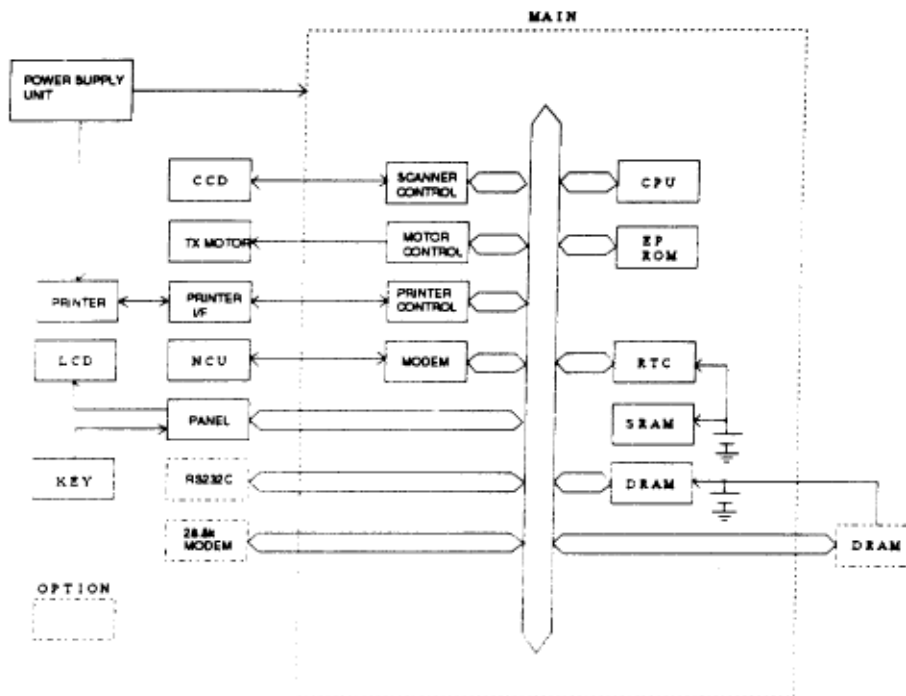 MAIN
POWER SUPPLY
UNIT
CCD
SCANNER
CONTROL
CPU
TX MOTOR
MOTOR
CONTROL
EP
ROM
PRINTER
PRINTER
I/F
PRINTER
CONTROL
LCD
NCU
MODEM
RTC
PANEL
SRAM
KEY
RS232C
DRAM
28.8k
MODEM
DRAM
OPTION